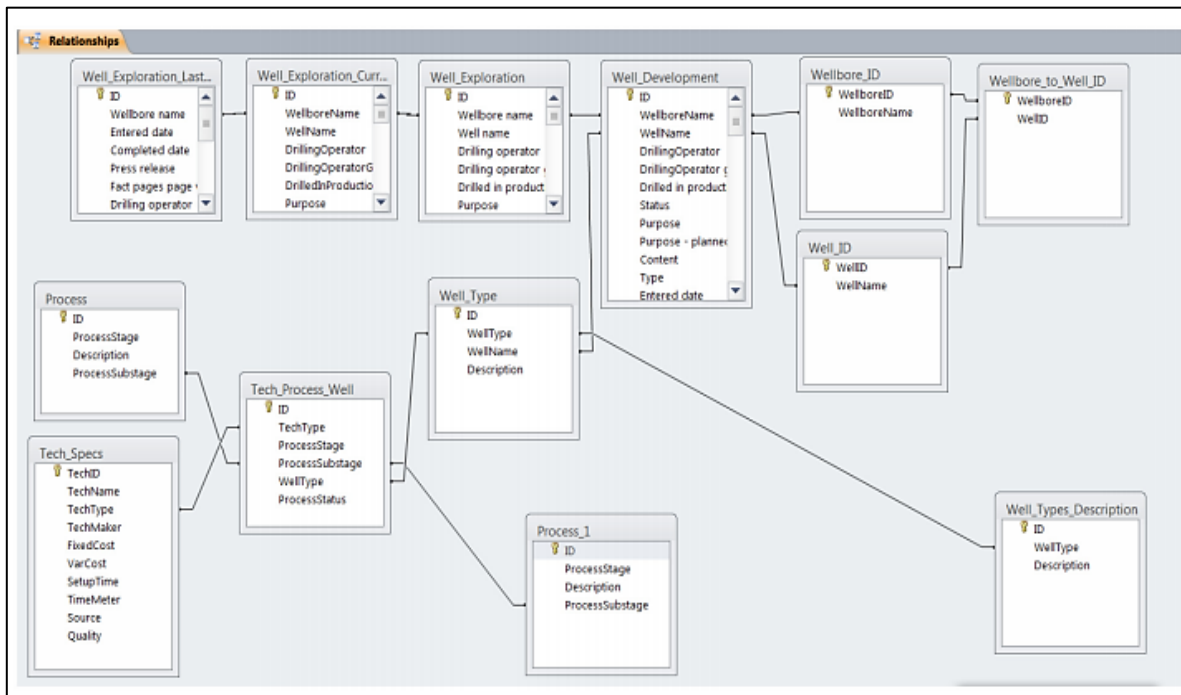 Relationships
Well_Exploration_Last...
ID
Wellbore name
Entered date
Completed date
Press release
Fact pages page
Drilling operator
Well_Exploration_Curr...
ID
WellboreName
WellName
DrillingOperator
DrillingOperatorG
DrilledInProductio
Purpose
Well_Exploration
ID
Wellbore name
Well name
Drilling operator
Drilling operator
Drilled in product
Purpose
Well_Development
ID
WellboreName
WellName
DrillingOperator
DrillingOperator
Drilled in product
Status
Purpose
Purpose - planned
Content
Type
Entered date
Wellbore_ID
WellboreID
WellboreName
Wellbore_to_Well_ID
WellboreID
WellID
Well_ID
WellID
WellName
Process
ID
ProcessStage
Description
ProcessSubstage
Well_Type
ID
WellType
WellName
Description
Tech_Process_Well
ID
TechType
ProcessStage
ProcessSubstage
WellType
ProcessStatus
Tech_Specs
TechID
TechName
TechType
TechMaker
FixedCost
VarCost
SetupTime
TimeMeter
Source
Quality
Process_1
ID
ProcessStage
Description
ProcessSubstage
Well_Types_Description
ID
WellType
Description